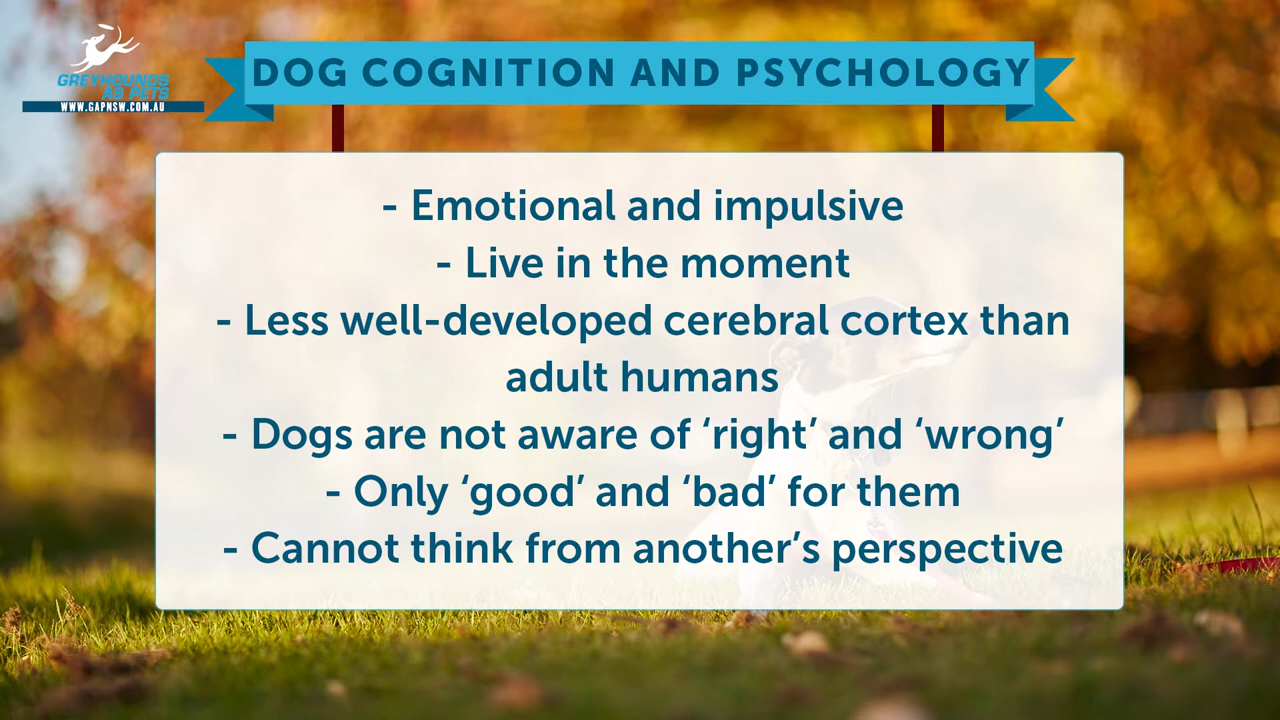 GREYHOUNDS
AS PETS
WWW.GAPNSW.COM.AU
DOG COGNITION AND PSYCHOLOGY
- Emotional and impulsive
- Live in the moment
- Less well-developed cerebral cortex than
adult humans
- Dogs are not aware of ‘right’ and ‘wrong’
- Only ‘good’ and ‘bad’ for them
- Cannot think from another’s perspective